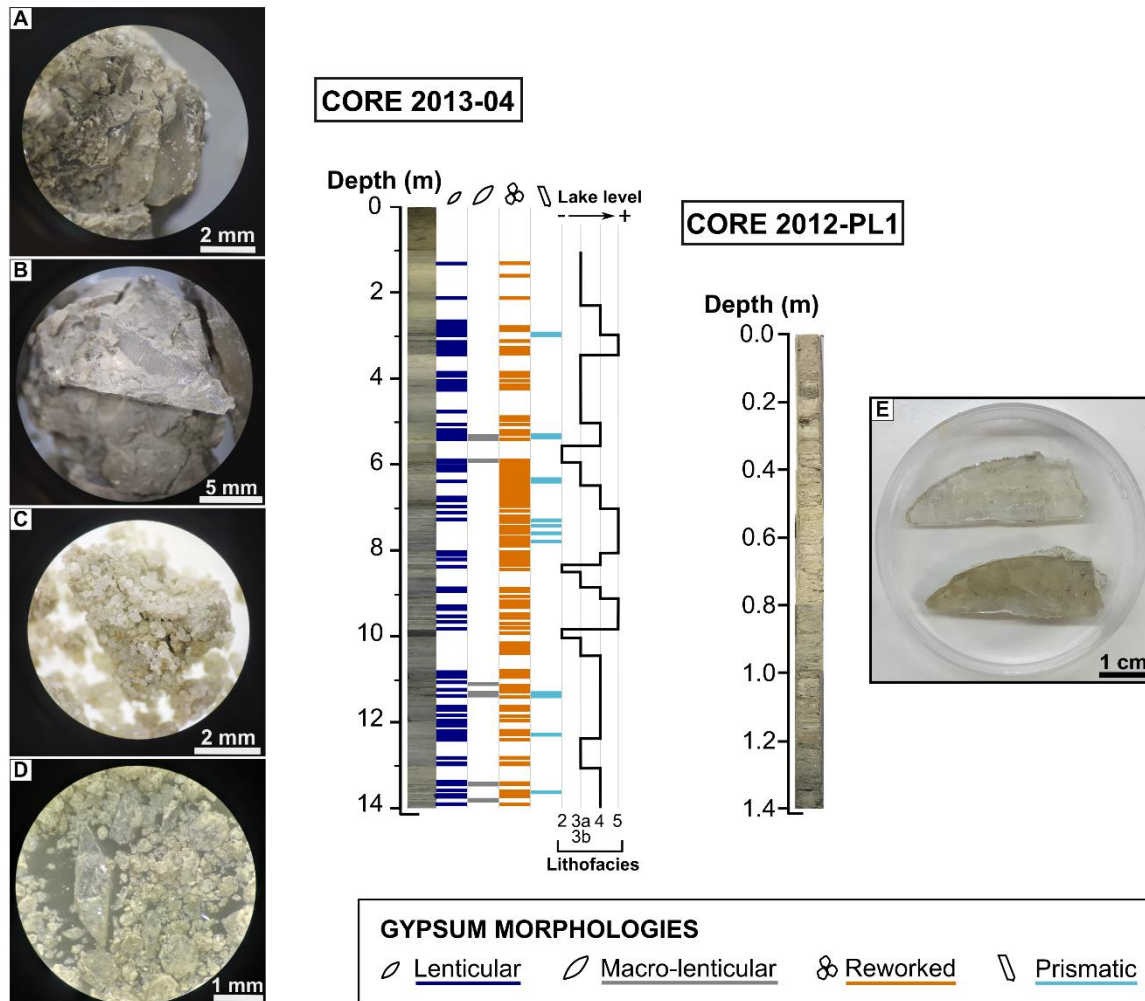 A
2 mm
B
5 mm
C
2 mm
D
1 mm
CORE 2013-04
Depth (m)
Lake level
- +
0
2
4
6
8
10
12
14
2 3a 4 5
3b
Lithofacies
CORE 2012-PL1
Depth (m)
0.0
0.2
0.4
0.6
0.8
1.0
1.2
1.4
E
1 cm
GYPSUM MORPHOLOGIES
Lenticular Macro-lenticular Reworked Prismatic